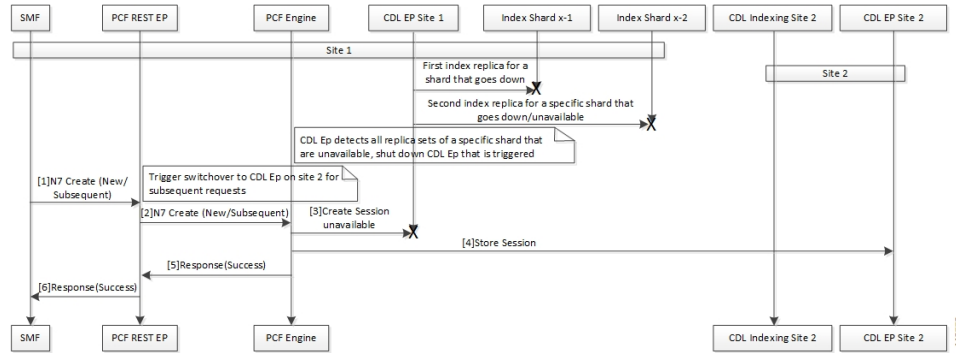 SMF
PCF REST EP
PCF Engine
CDL EP Site 1
Index Shard x-1
Index Shard x-2
CDL Indexing Site 2
CDL EP Site 2
Site 1
Site 2
First index replica for a
shard that goes down
Second index replica for a specific shard that
goes down/unavailable
CDL Ep detects all replica sets of a specific shard that
are unavailable, shut down CDL Ep that is triggered
Trigger switchover to CDL Ep on site 2 for
subsequent requests
[1]N7 Create (New/
Subsequent)
[2]N7 Create (New/Subsequent)
[3]Create Session
unavailable
[4]Store Session
[5]Response(Success)
[6]Response(Success)
SMF
PCF REST EP
PCF Engine
CDL Indexing Site 2
CDL EP Site 2